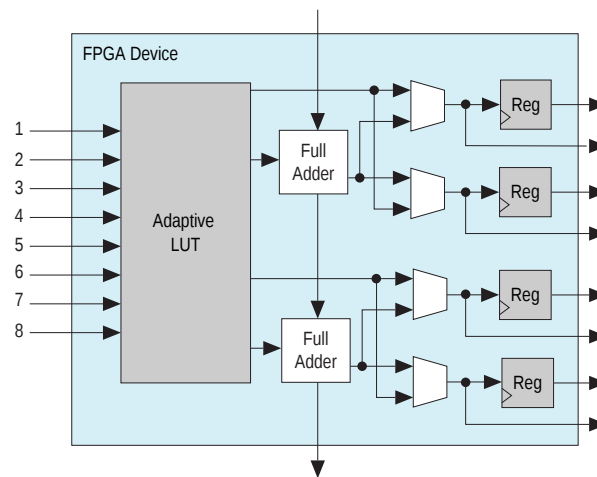 FPGA Device
1
2
3
4
5
6
7
8
Adaptive
LUT
Full
Adder
Full
Adder
Reg
Reg
Reg
Reg